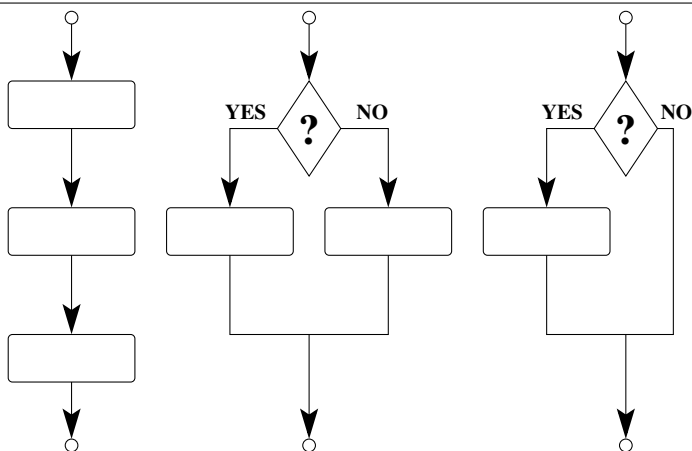 YES NO YES NO
? ?